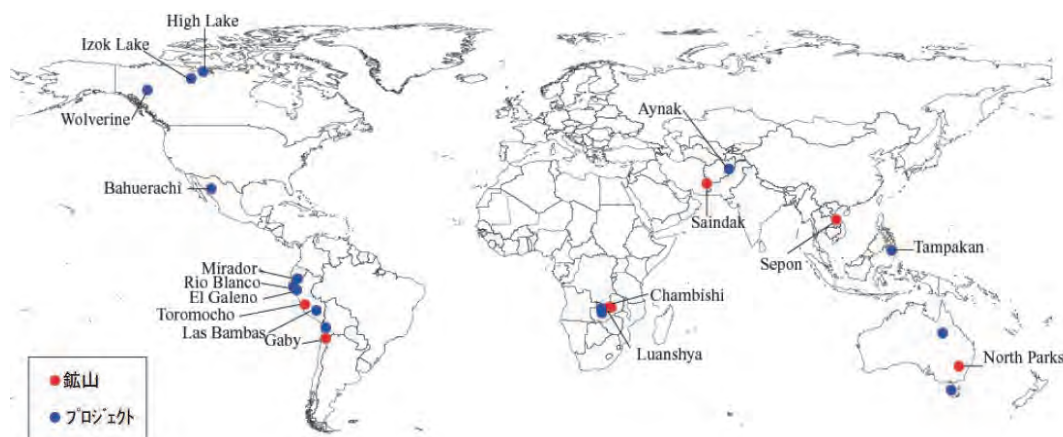 High Lake
Izok Lake
Wolverine
Aynak
Bahuerachi
Saindak
Sepon
Tampakan
Mirador
Rio Blanco
El Galeno
Toromocho
Las Bambas
Gaby
Chambishi
Luanshya
North Parks
鉱山
プロジェクト